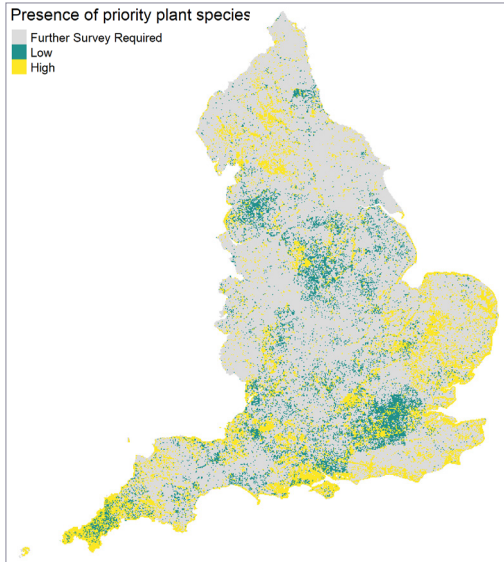 Presence of priority plant species
Further Survey Required
Low
High